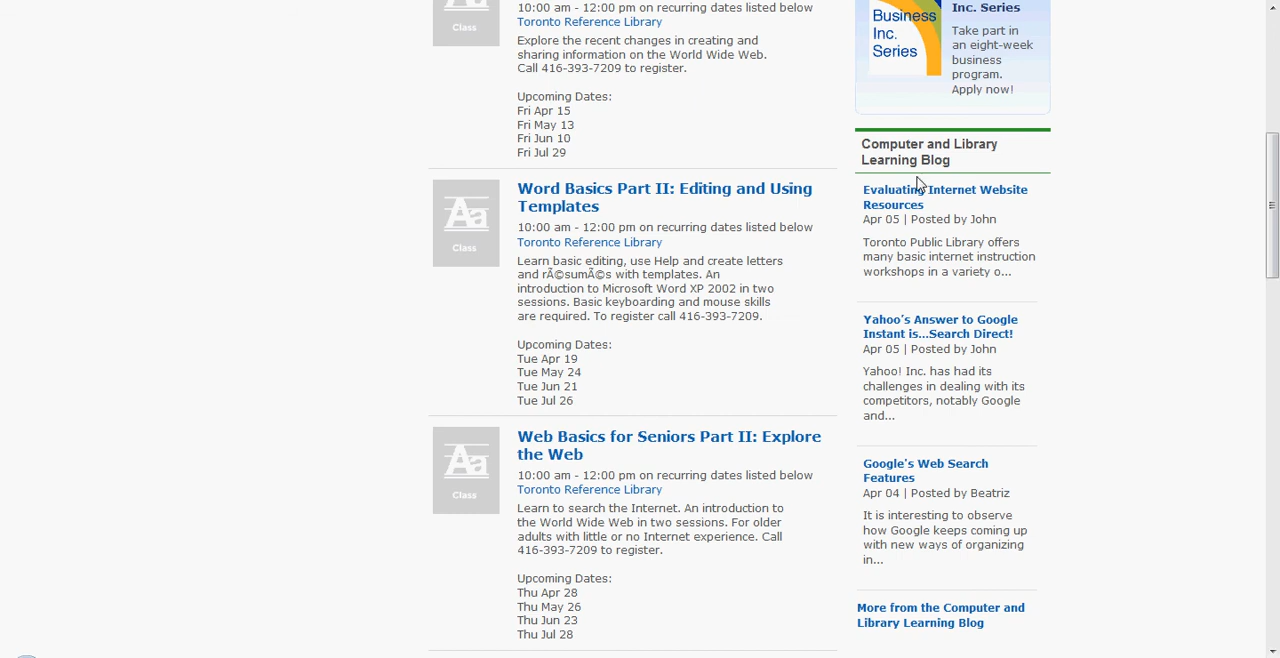 Class
10:00 am - 12:00 pm on recurring dates listed below
Toronto Reference Library
Explore the recent changes in creating and
sharing information on the World Wide Web.
Call 416-393-7209 to register.
Upcoming Dates:
Fri Apr 15
Fri May 13
Fri Jun 10
Fri Jul 29
Aa
Class
Word Basics Part II: Editing and Using
Templates
10:00 am - 12:00 pm on recurring dates listed below
Toronto Reference Library
Learn basic editing, use Help and create letters
and rÃ©sumÃ©s with templates. An
introduction to Microsoft Word XP 2002 in two
sessions. Basic keyboarding and mouse skills
are required. To register call 416-393-7209.
Upcoming Dates:
Tue Apr 19
Tue May 24
Tue Jun 21
Tue Jul 26
Aa
Class
Web Basics for Seniors Part II: Explore
the Web
10:00 am - 12:00 pm on recurring dates listed below
Toronto Reference Library
Learn to search the Internet. An introduction to
the World Wide Web in two sessions. For older
adults with little or no Internet experience. Call
416-393-7209 to register.
Upcoming Dates:
Thu Apr 28
Thu May 26
Thu Jun 23
Thu Jul 28
Business
Inc.
Series
Inc. Series
Take part in
an eight-week
business
program.
Apply now!
Computer and Library
Learning Blog
Evaluating Internet Website
Resources
Apr 05 | Posted by John
Toronto Public Library offers
many basic internet instruction
workshops in a variety o...
Yahoo’s Answer to Google
Instant is...Search Direct!
Apr 05 | Posted by John
Yahoo! Inc. has had its
challenges in dealing with its
competitors, notably Google
and...
Google's Web Search
Features
Apr 04 | Posted by Beatriz
It is interesting to observe
how Google keeps coming up
with new ways of organizing
in...
More from the Computer and
Library Learning Blog